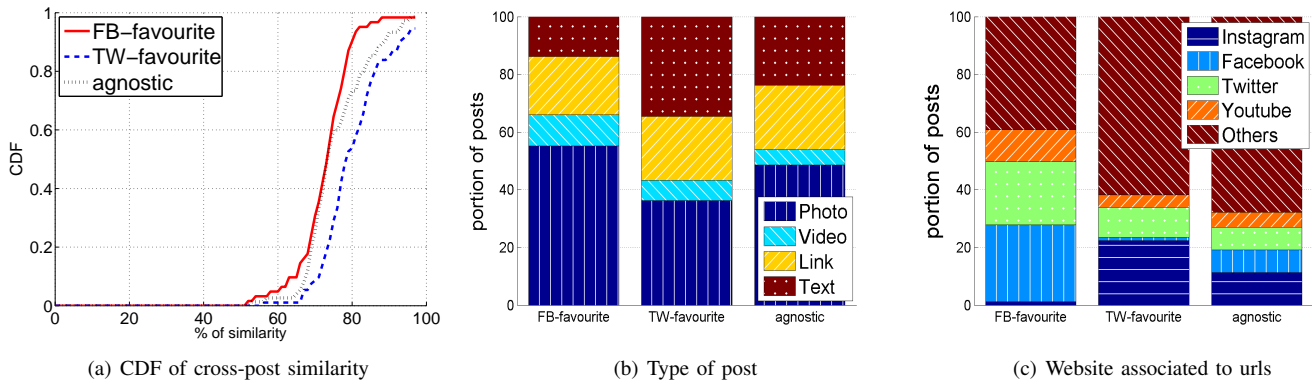 1
0.8
0.6
0.4
0.2
0
CDF
FB-favourite
TW-favourite
agnostic
0 20 40 60 80 100
% of similarity
(a) CDF of cross-post similarity
100
80
60
40
20
0
portion of posts
Photo
Video
Link
Text
FB-favourite TW-favourite agnostic
(b) Type of post
100
80
60
40
20
0
portion of posts
Instagram
Facebook
Twitter
Youtube
Others
FB-favourite TW-favourite agnostic
(c) Website associated to urls